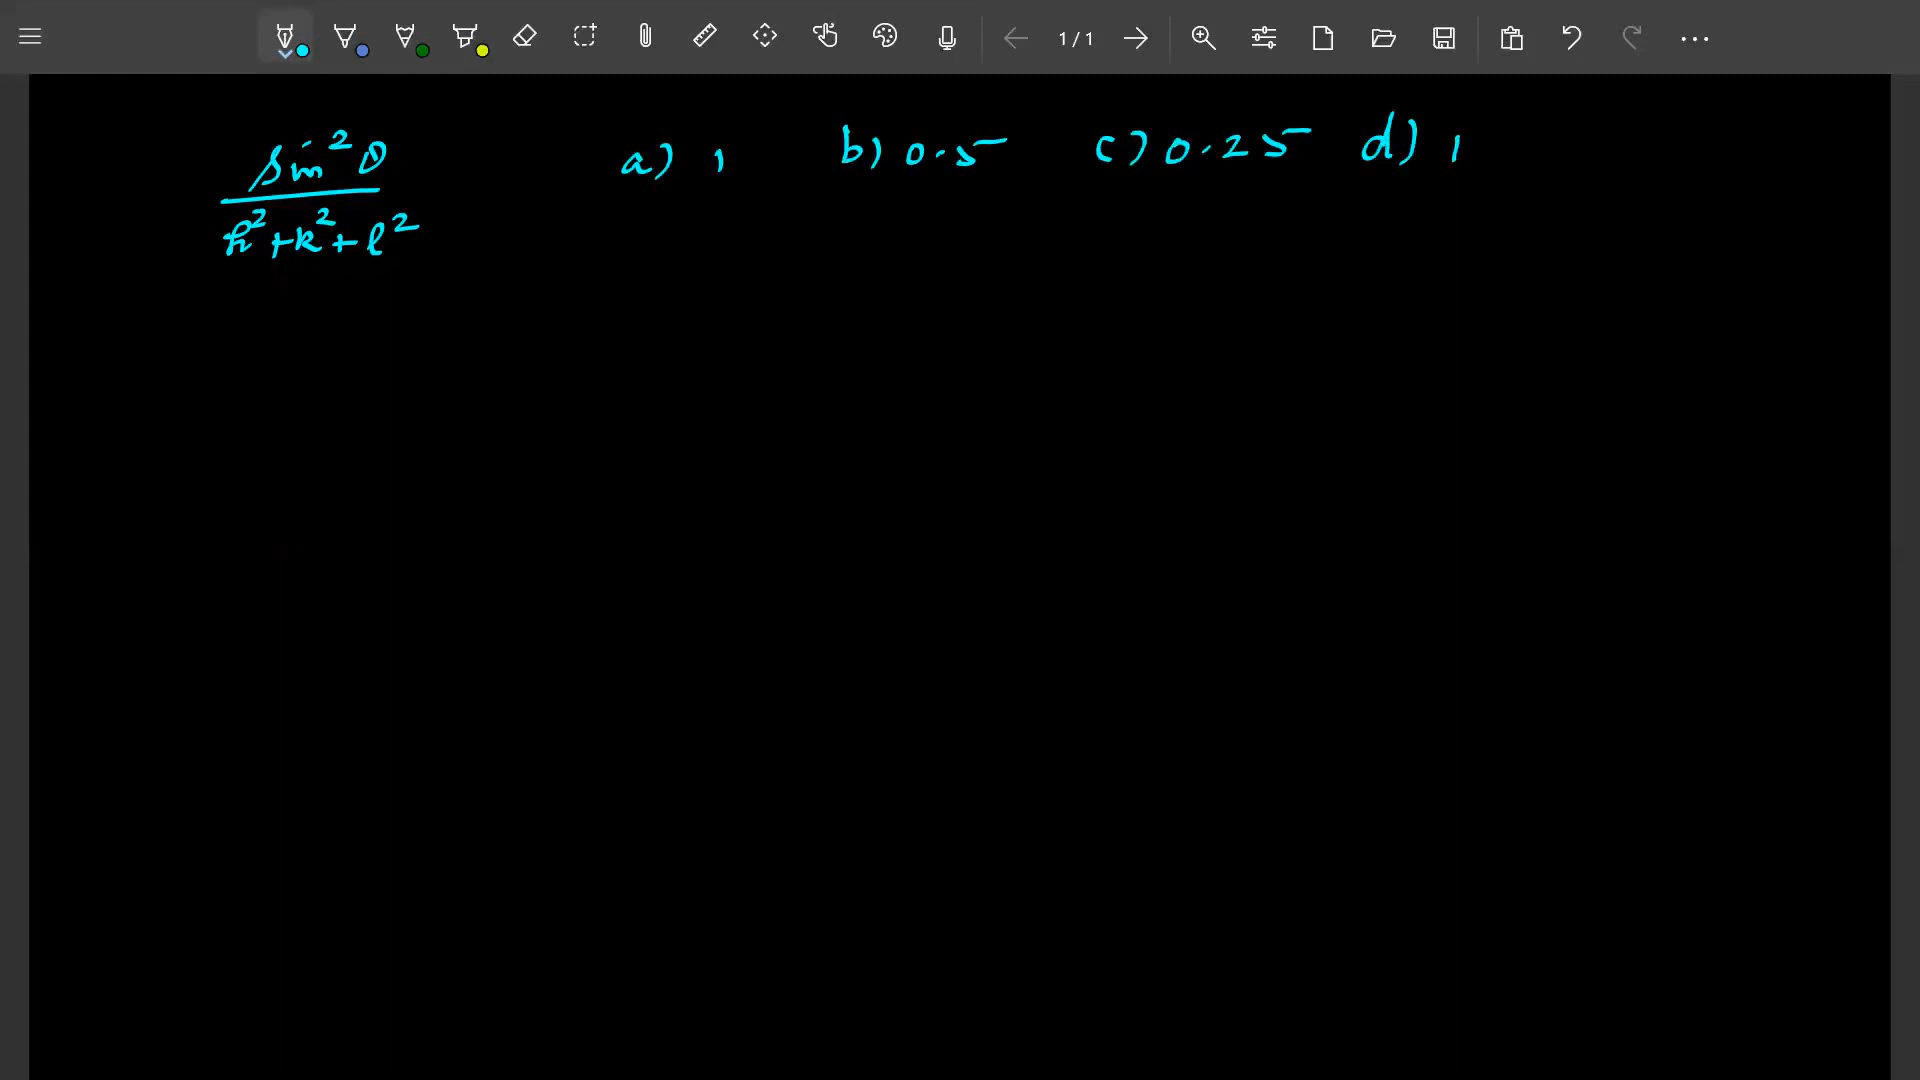 1 / 1
sin²θ a) 1 b) 0.5 c) 0.25 d) 1
h²+k²+l²